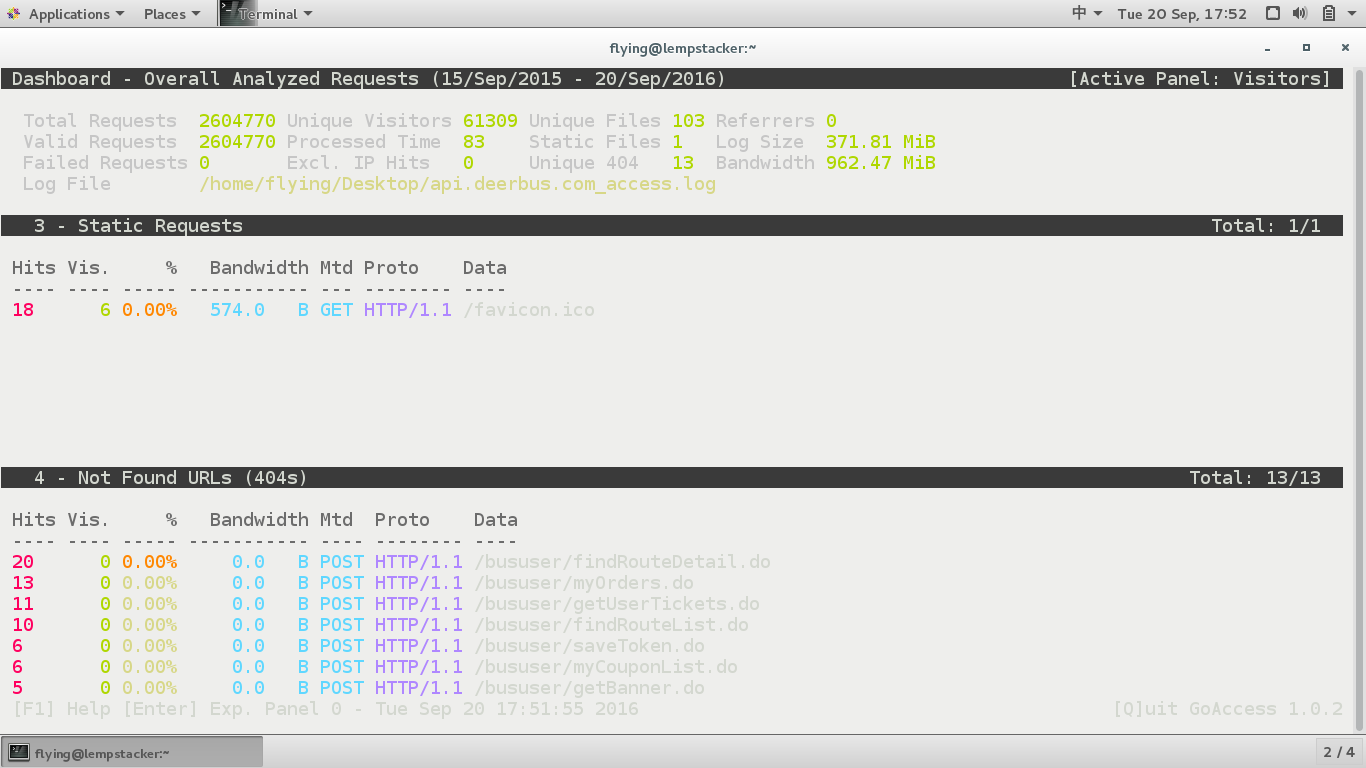 Applications Places Terminal 中 Tue 20 Sep, 17:52
flying@lempstacker:~
Dashboard - Overall Analyzed Requests (15/Sep/2015 - 20/Sep/2016) [Active Panel: Visitors]
Total Requests 2604770 Unique Visitors 61309 Unique Files 103 Referrers 0
Valid Requests 2604770 Processed Time 83 Static Files 1 Log Size 371.81 MiB
Failed Requests 0 Excl. IP Hits 0 Unique 404 13 Bandwidth 962.47 MiB
Log File /home/flying/Desktop/api.deerbus.com_access.log
3 - Static Requests Total: 1/1
Hits Vis. % Bandwidth Mtd Proto Data
---- ---- ----- ----------- --- -------- ----
18 6 0.00% 574.0 B GET HTTP/1.1 /favicon.ico
4 - Not Found URLs (404s) Total: 13/13
Hits Vis. % Bandwidth Mtd Proto Data
---- ---- ----- ----------- ---- -------- ----
20 0 0.00% 0.0 B POST HTTP/1.1 /bususer/findRouteDetail.do
13 0 0.00% 0.0 B POST HTTP/1.1 /bususer/myOrders.do
11 0 0.00% 0.0 B POST HTTP/1.1 /bususer/getUserTickets.do
10 0 0.00% 0.0 B POST HTTP/1.1 /bususer/findRouteList.do
6 0 0.00% 0.0 B POST HTTP/1.1 /bususer/saveToken.do
6 0 0.00% 0.0 B POST HTTP/1.1 /bususer/myCouponList.do
5 0 0.00% 0.0 B POST HTTP/1.1 /bususer/getBanner.do
[F1] Help [Enter] Exp. Panel 0 - Tue Sep 20 17:51:55 2016 [Q]uit GoAccess 1.0.2
flying@lempstacker:~ 2 / 4